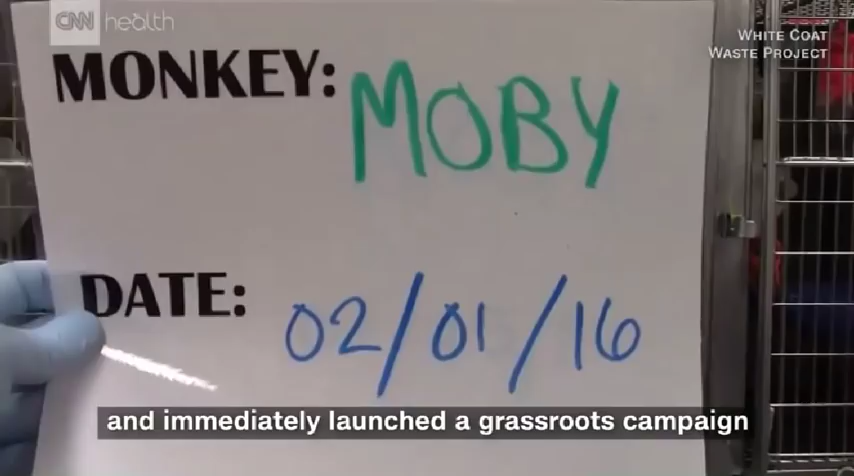 CNN health
WHITE COAT
WASTE PROJECT
MONKEY: MOBY
DATE: 02/01/16
and immediately launched a grassroots campaign